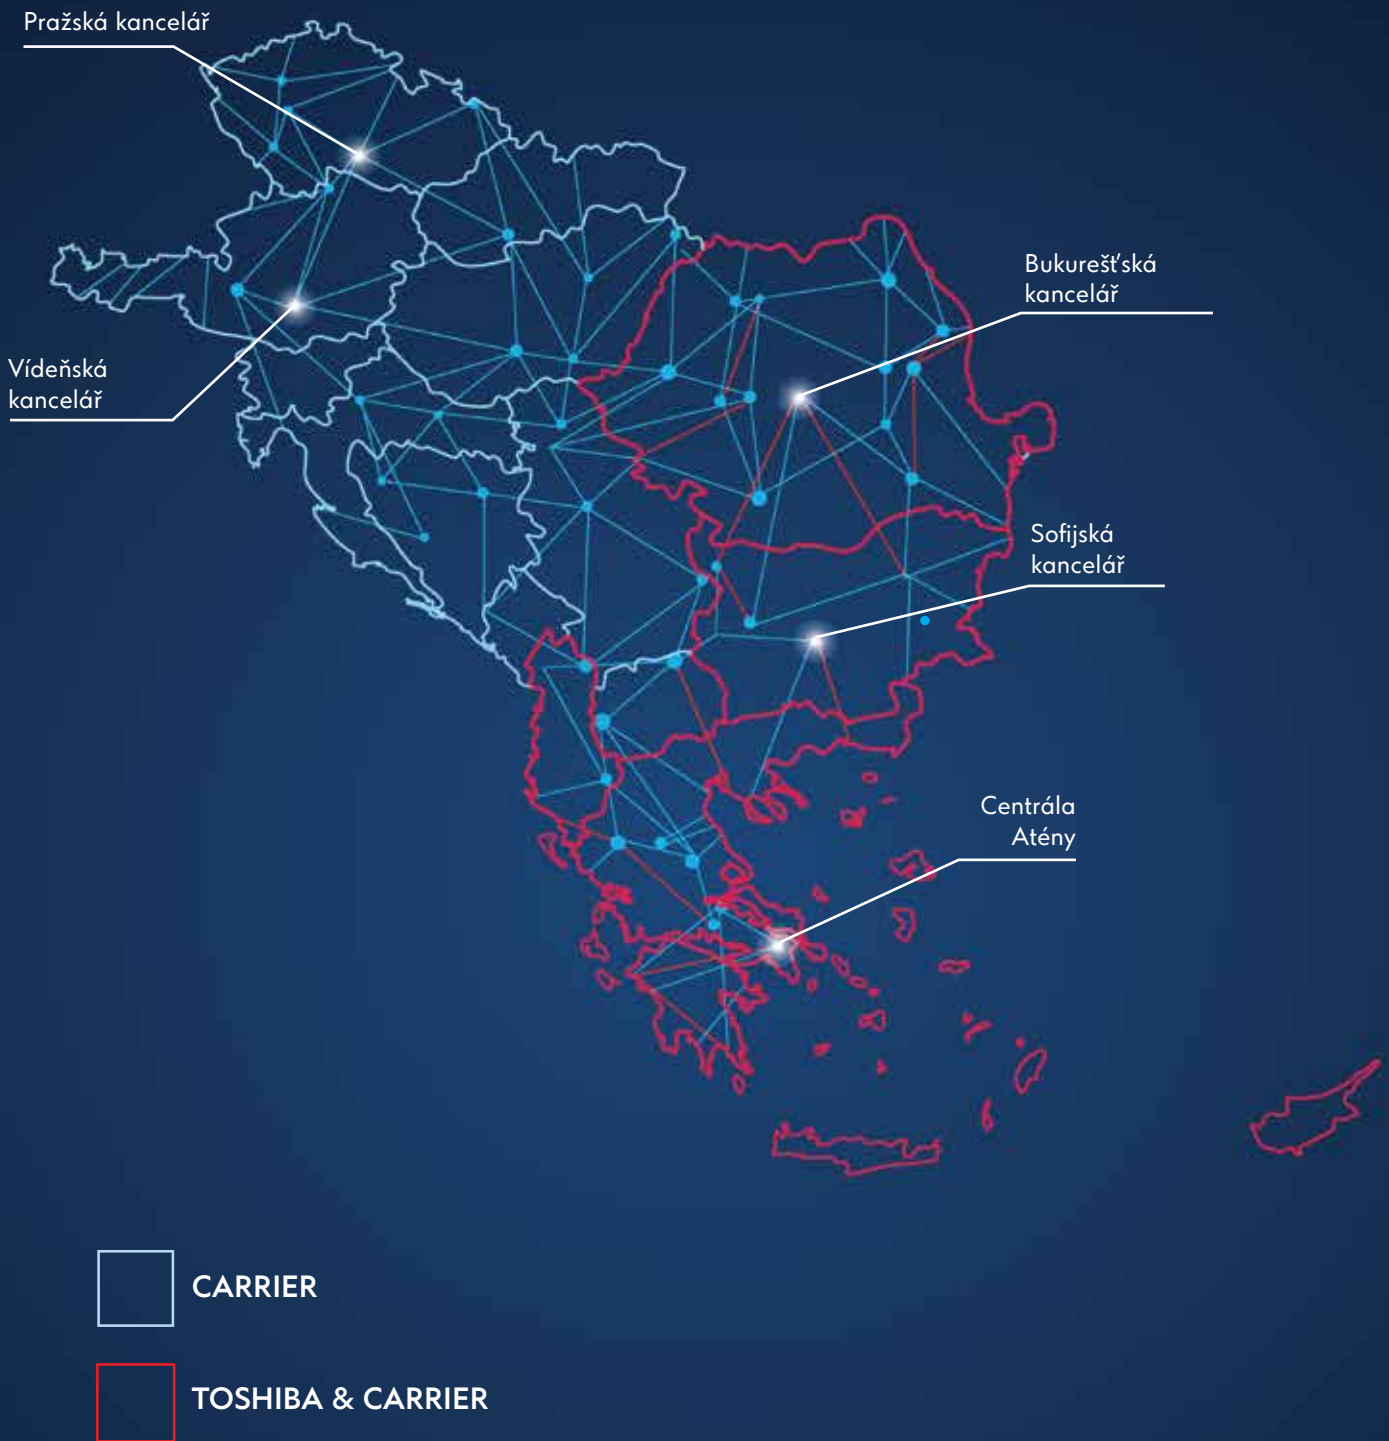 Pražská kancelář
Bukurešťská
kancelář
Vídeňská
kancelář
Sofijská
kancelář
Centrála
Atény
CARRIER
TOSHIBA & CARRIER